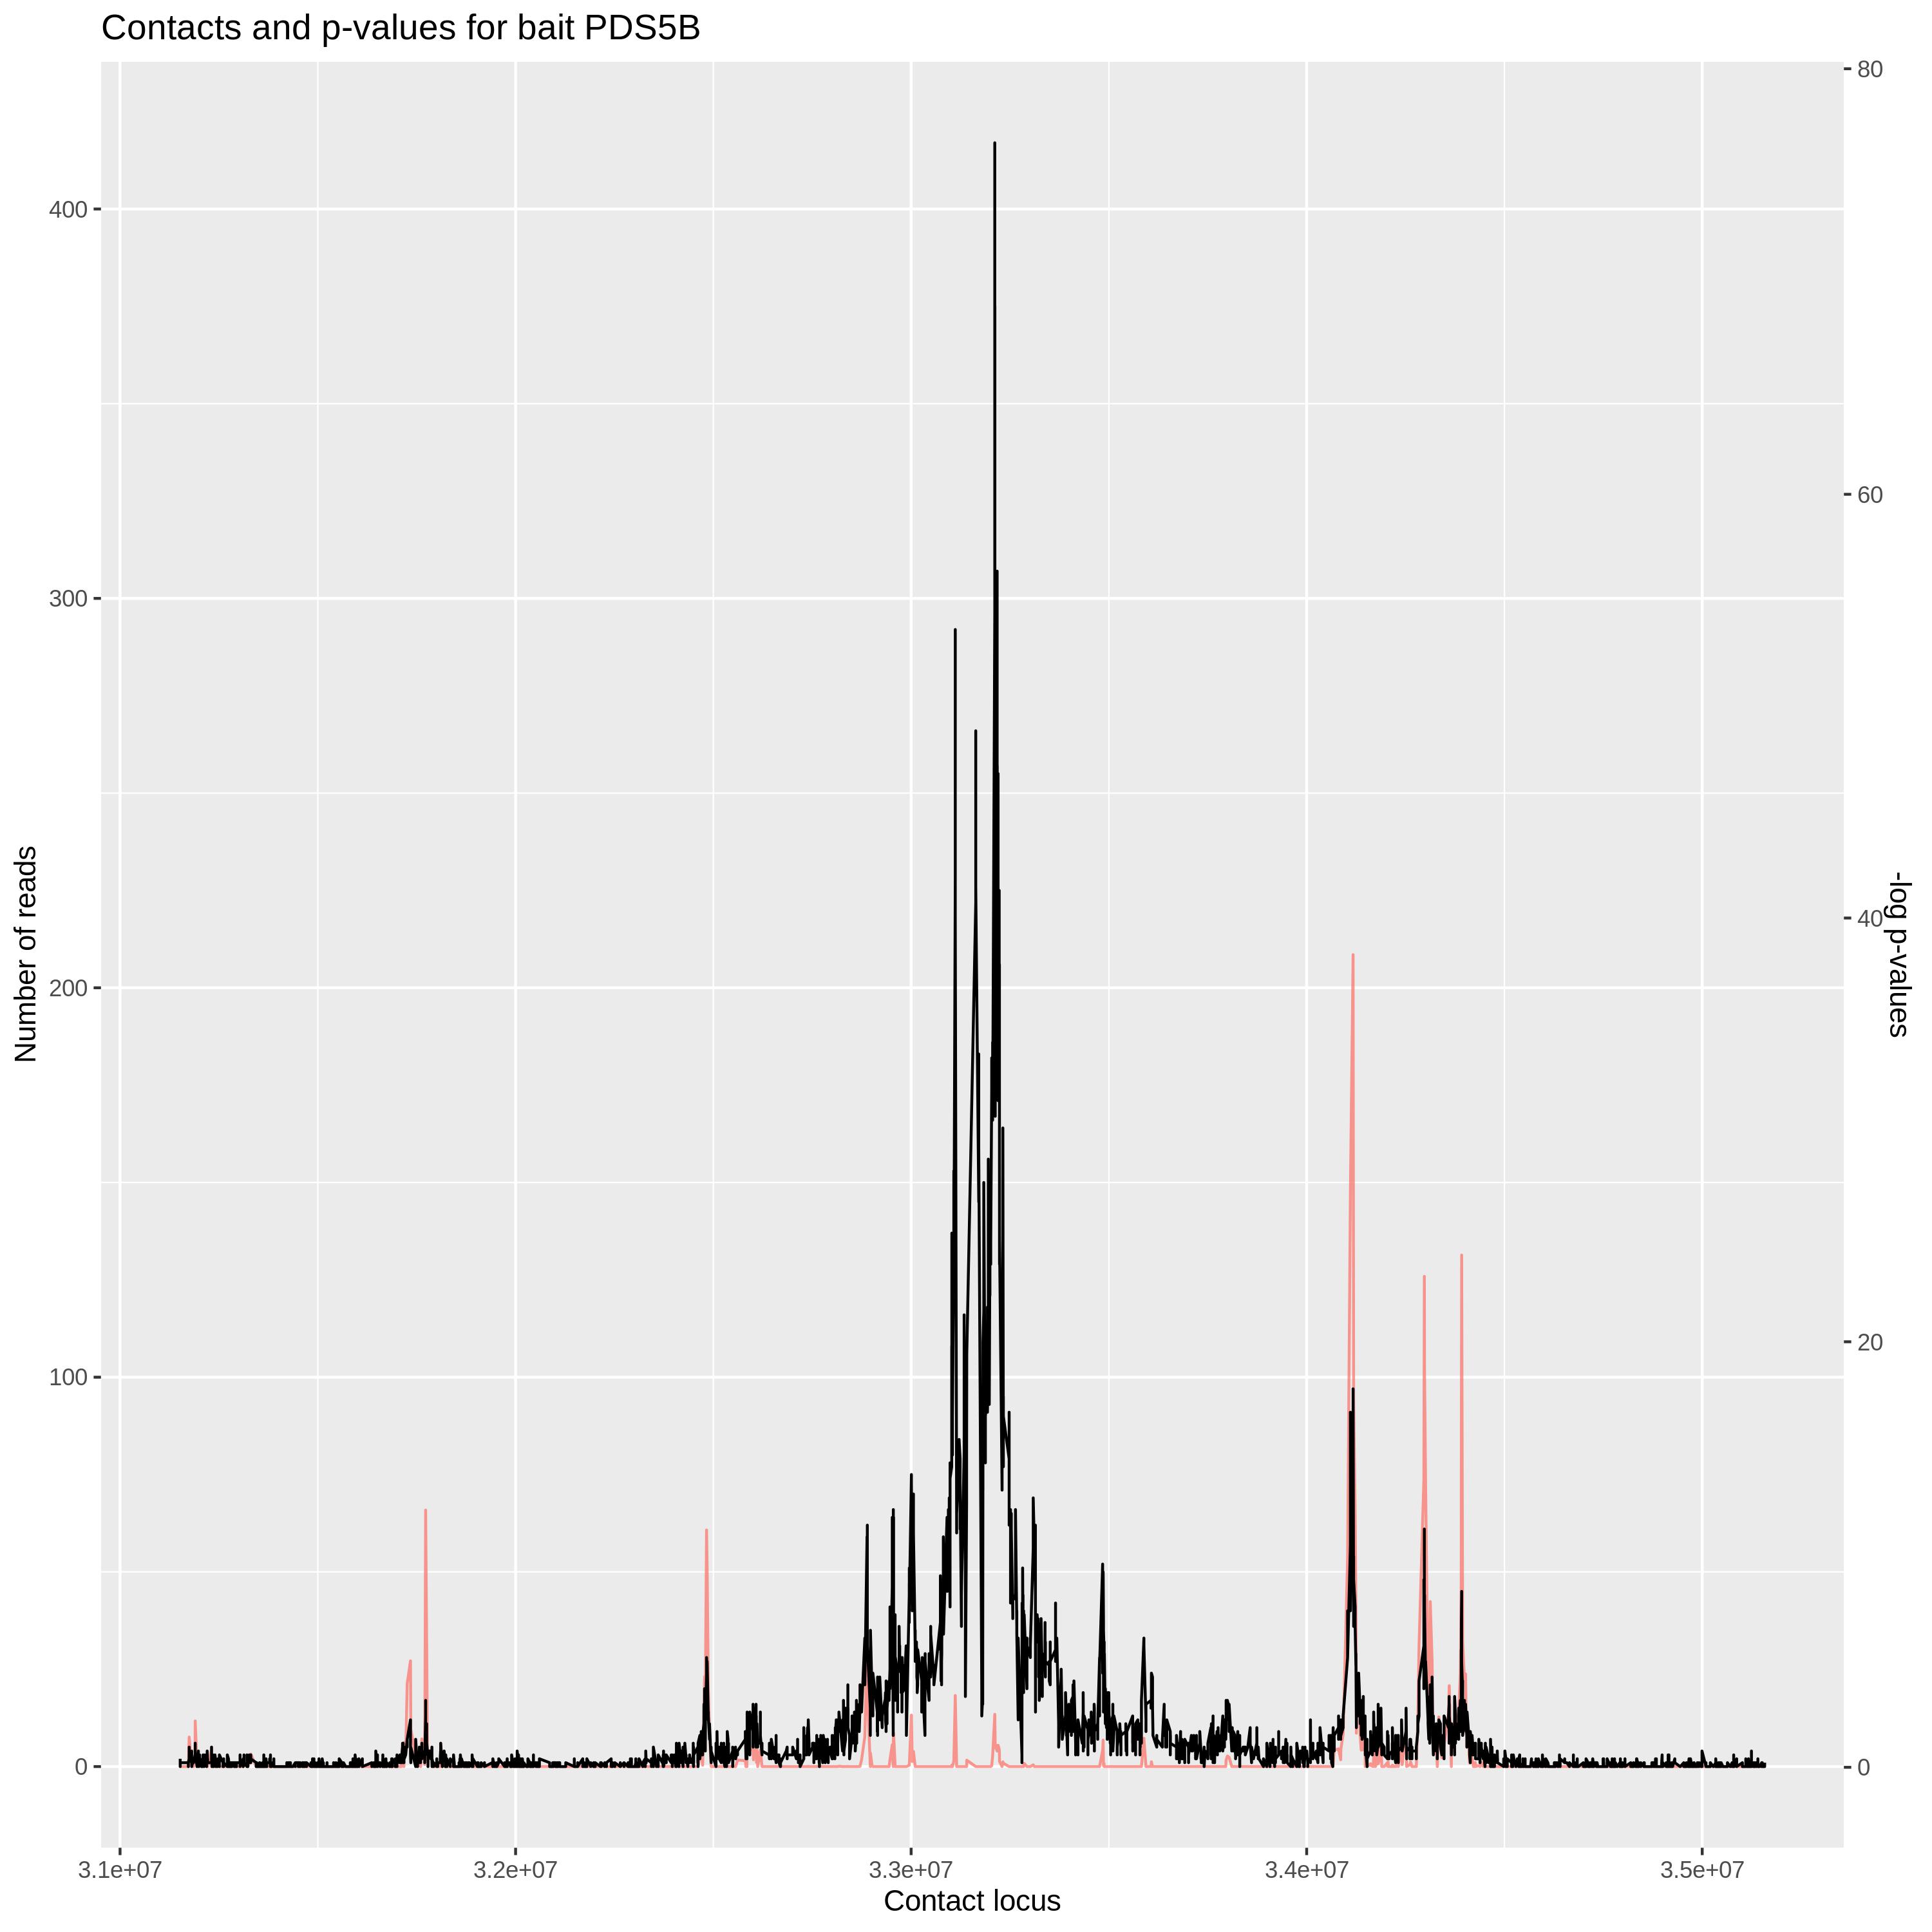 Contacts and p-values for bait PDS5B
Number of reads
400
300
200
100
0
80
60
40
20
0
-log p-values
3.1e+07 3.2e+07 3.3e+07 3.4e+07 3.5e+07
Contact locus